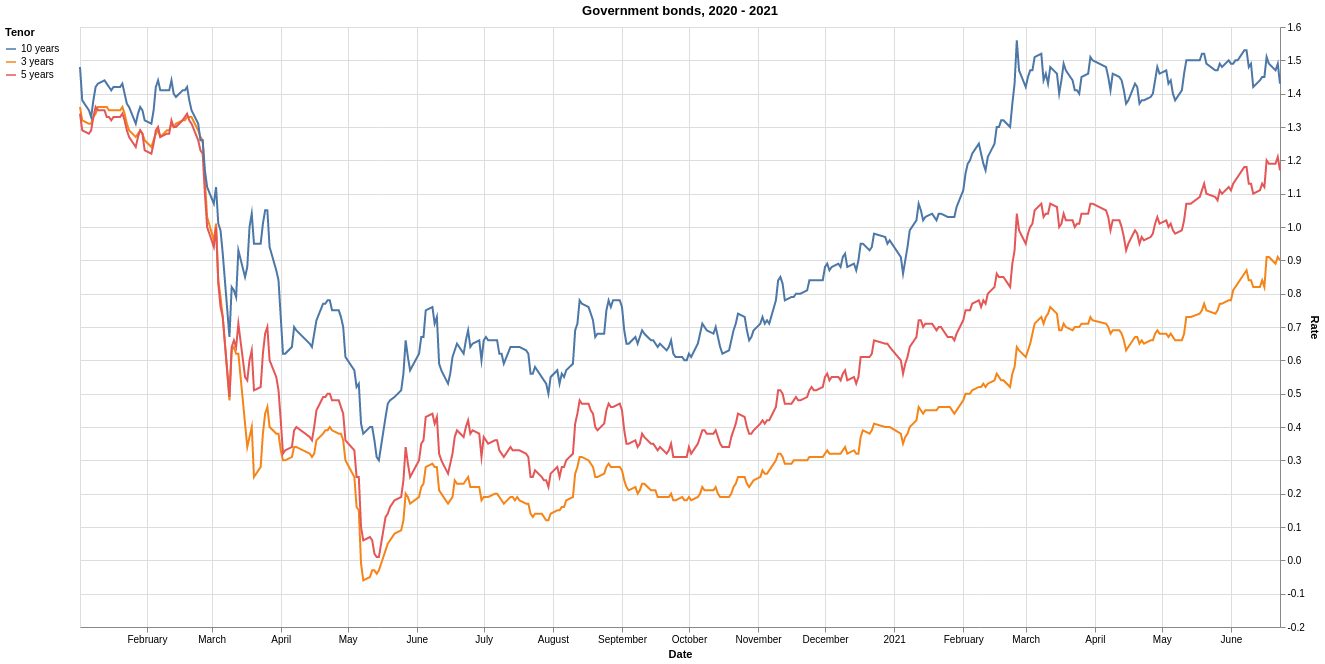 Government bonds, 2020 - 2021
Tenor
10 years
3 years
5 years
1.6
1.5
1.4
1.3
1.2
1.1
1.0
0.9
0.8
0.7
0.6
0.5
0.4
0.3
0.2
0.1
0.0
-0.1
-0.2
Rate
February March April May June July August September October November December 2021 February March April May June
Date